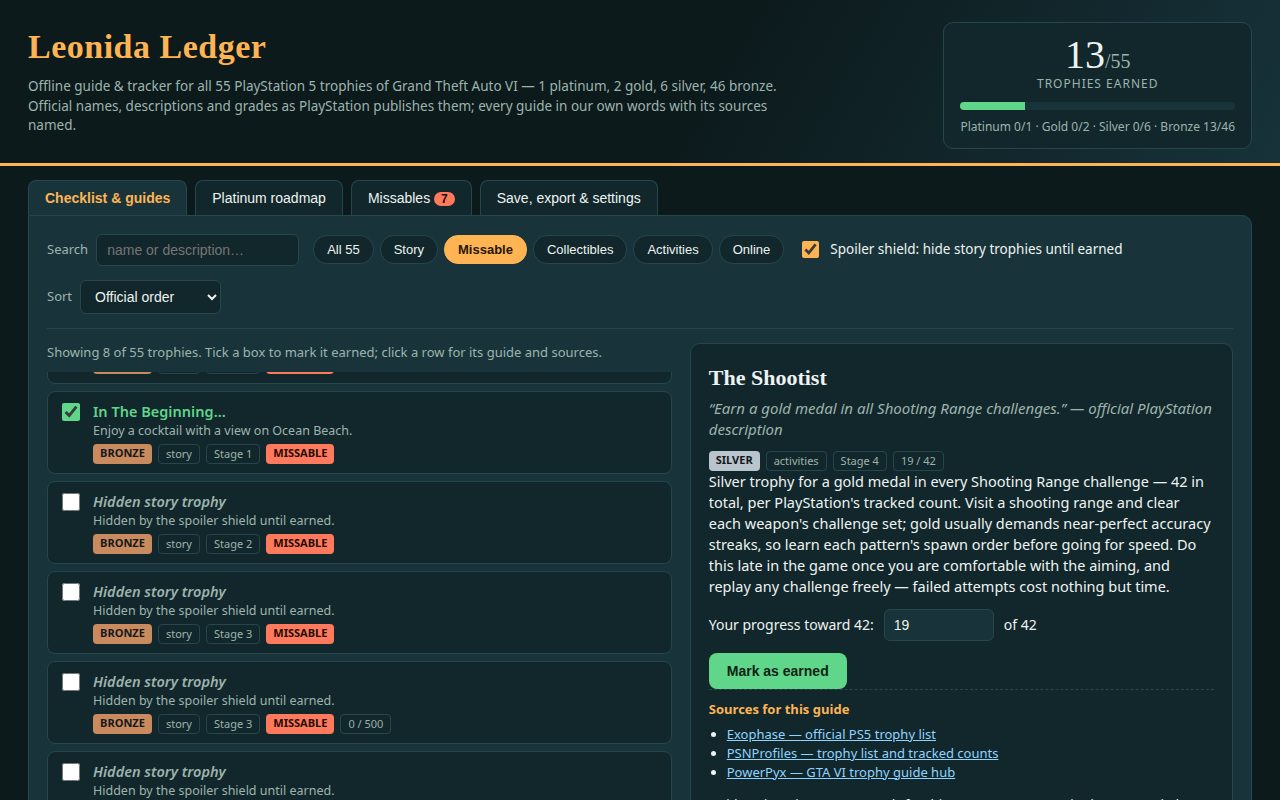 Leonida Ledger
Offline guide & tracker for all 55 PlayStation 5 trophies of Grand Theft Auto VI — 1 platinum, 2 gold, 6 silver, 46 bronze.
Official names, descriptions and grades as PlayStation publishes them; every guide in our own words with its sources
named.
13/55
TROPHIES EARNED
Platinum 0/1 · Gold 0/2 · Silver 0/6 · Bronze 13/46
Checklist & guides
Platinum roadmap
Missables 7
Save, export & settings
Search
name or description…
All 55
Story
Missable
Collectibles
Activities
Online
Spoiler shield: hide story trophies until earned
Sort
Official order
Showing 8 of 55 trophies. Tick a box to mark it earned; click a row for its guide and sources.
In The Beginning...
Enjoy a cocktail with a view on Ocean Beach.
BRONZE story Stage 1 MISSABLE
Hidden story trophy
Hidden by the spoiler shield until earned.
BRONZE story Stage 2 MISSABLE
Hidden story trophy
Hidden by the spoiler shield until earned.
BRONZE story Stage 3 MISSABLE
Hidden story trophy
Hidden by the spoiler shield until earned.
BRONZE story Stage 3 MISSABLE 0 / 500
Hidden story trophy
Hidden by the spoiler shield until earned.
The Shootist
“Earn a gold medal in all Shooting Range challenges.” — official PlayStation
description
SILVER activities Stage 4 19 / 42
Silver trophy for a gold medal in every Shooting Range challenge — 42 in
total, per PlayStation's tracked count. Visit a shooting range and clear
each weapon's challenge set; gold usually demands near-perfect accuracy
streaks, so learn each pattern's spawn order before going for speed. Do
this late in the game once you are comfortable with the aiming, and
replay any challenge freely — failed attempts cost nothing but time.
Your progress toward 42: 19 of 42
Mark as earned
Sources for this guide
Exophase — official PS5 trophy list
PSNProfiles — trophy list and tracked counts
PowerPyx — GTA VI trophy guide hub